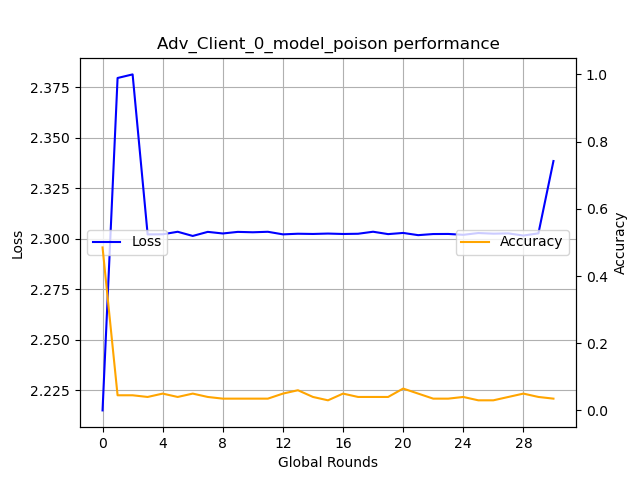 Adv_Client_0_model_poison performance
2.375
2.350
2.325
2.300
2.275
2.250
2.225
Loss
Loss
Accuracy
1.0
0.8
0.6
0.4
0.2
0.0
Accuracy
0 4 8 12 16 20 24 28
Global Rounds